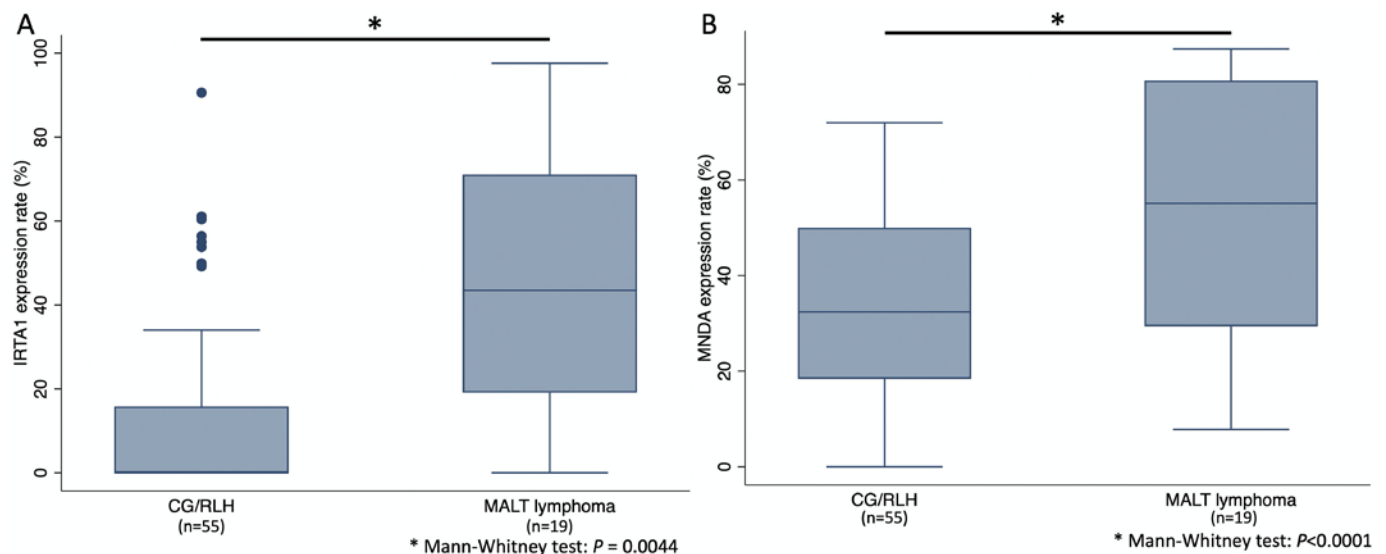 A
*
IRTA1 expression rate (%)
100
80
60
40
20
0
CG/RLH
(n=55)
MALT lymphoma
(n=19)
* Mann-Whitney test: P = 0.0044
B
*
MNDA expression rate (%)
80
60
40
20
0
CG/RLH
(n=55)
MALT lymphoma
(n=19)
* Mann-Whitney test: P<0.0001